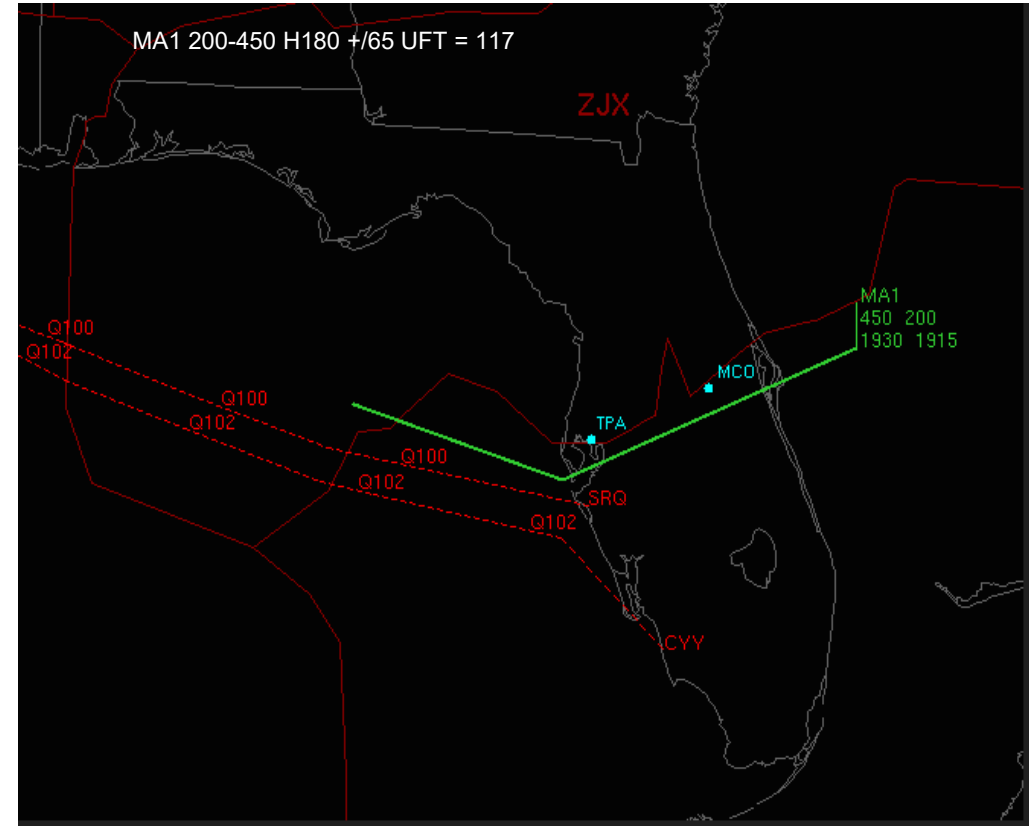 MA1 200-450 H180 +/65 UFT = 117
ZJX
MA1
450 200
1930 1915
Q100
Q102
MCO
Q100
Q102
TPA
Q100
Q102
SRQ
Q102
CYY